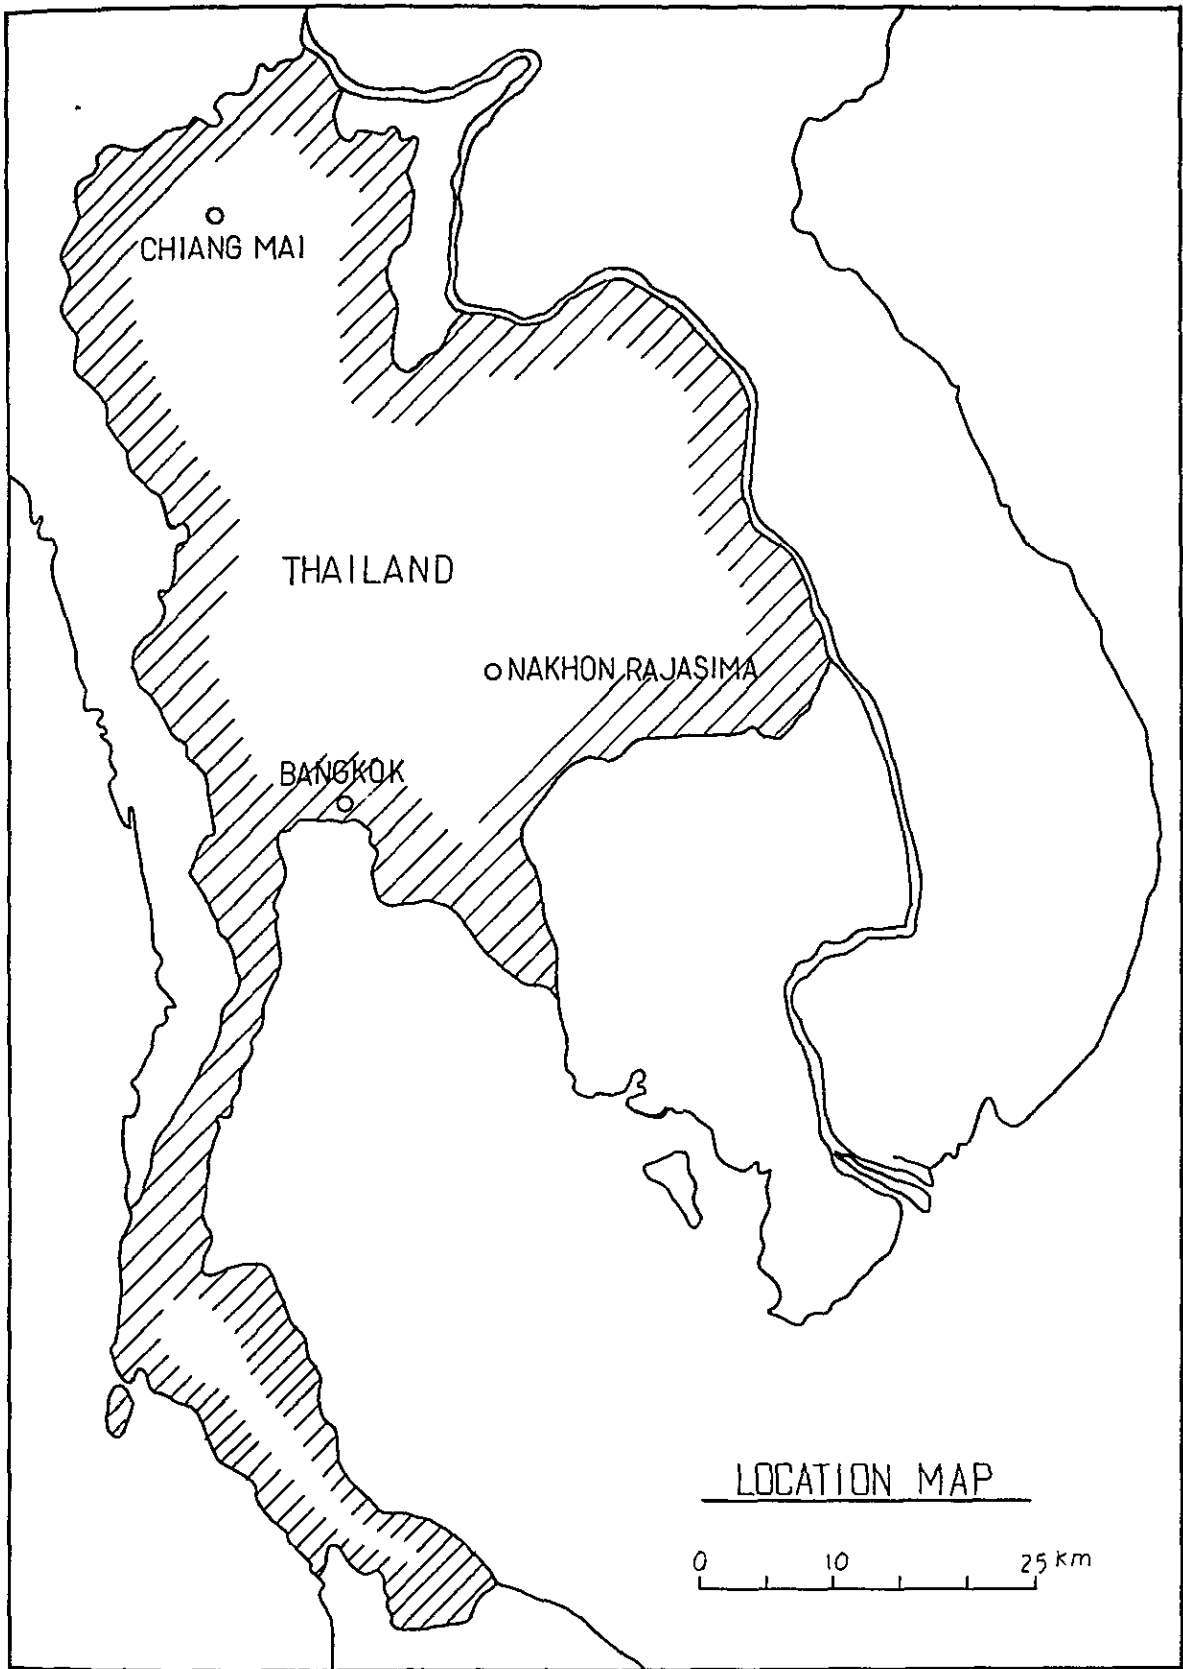 CHIANG MAI
THAILAND
NAKHON RAJASIMA
BANGKOK
LOCATION MAP
0 10 25 km